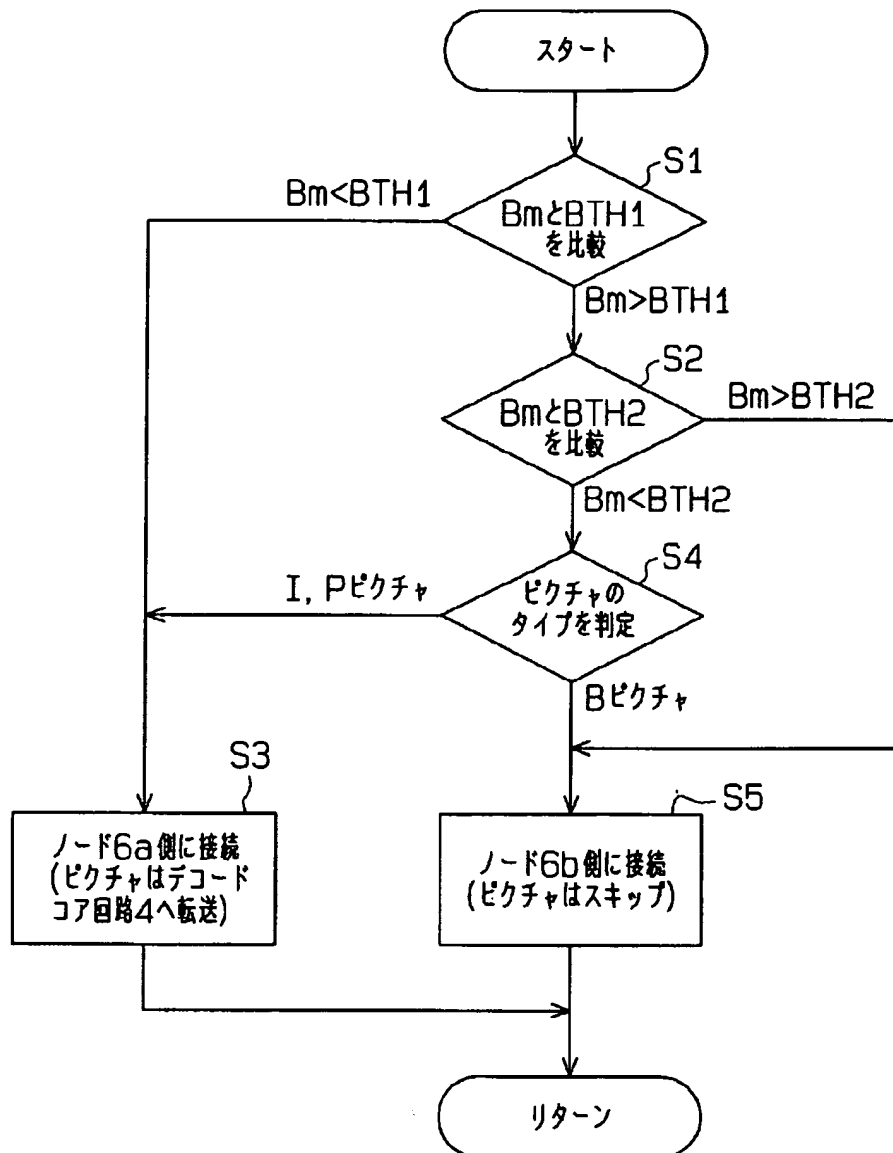 スタート
S1
Bm<BTH1
BmとBTH1
を比較
Bm>BTH1
S2
Bm>BTH2
BmとBTH2
を比較
Bm<BTH2
S4
I, Pピクチャ
ピクチャの
タイプを判定
Bピクチャ
S3
S5
ノード6a側に接続
(ピクチャはデコード
コア回路4へ転送)
ノード6b側に接続
(ピクチャはスキップ)
リターン